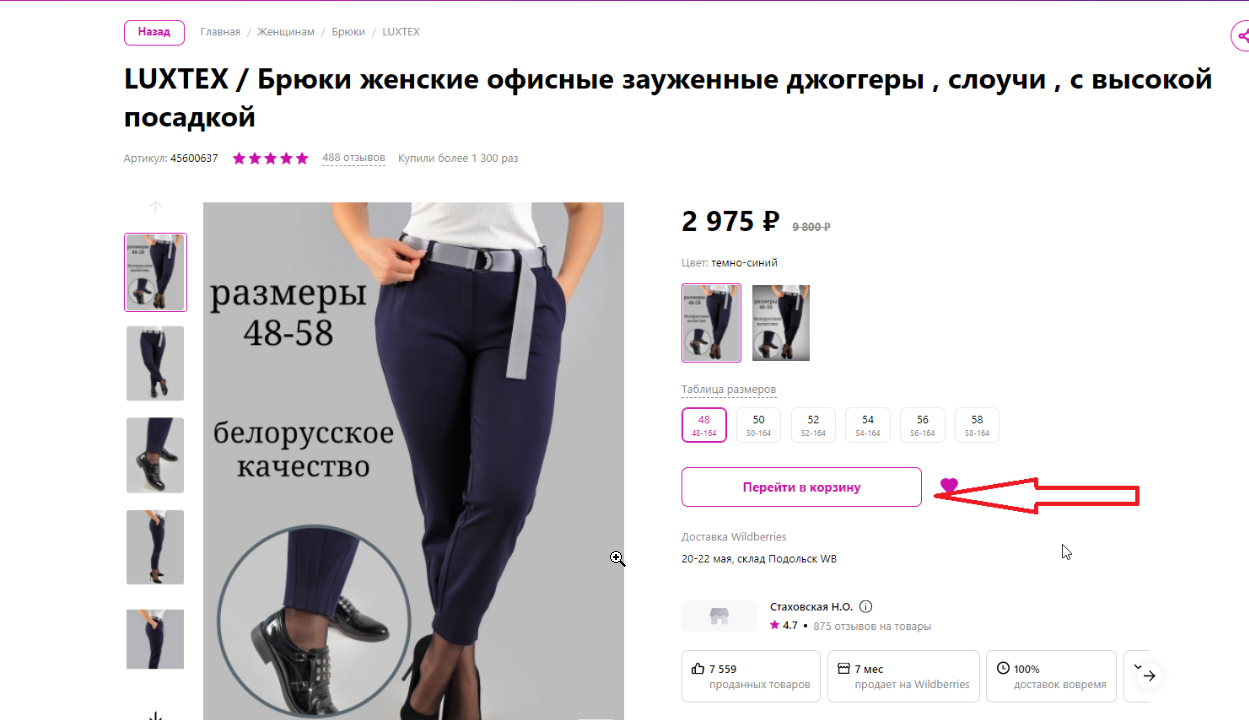 Назад Главная / Женщинам / Брюки / LUXTEX
LUXTEX / Брюки женские офисные зауженные джоггеры , слоучи , с высокой
посадкой
Артикул: 45600637 488 отзывов Купили более 1 300 раз
размеры
48-58
белорусское
качество
2 975 ₽ 9 800 ₽
Цвет: темно-синий
Таблица размеров
48 50 52 54 56 58
48-164 50-164 52-164 54-164 56-164 58-164
Перейти в корзину
Доставка Wildberries
20-22 мая, склад Подольск WB
Стаховская Н.О.
4.7 • 875 отзывов на товары
7 559 7 мес 100%
проданных товаров продает на Wildberries доставок вовремя